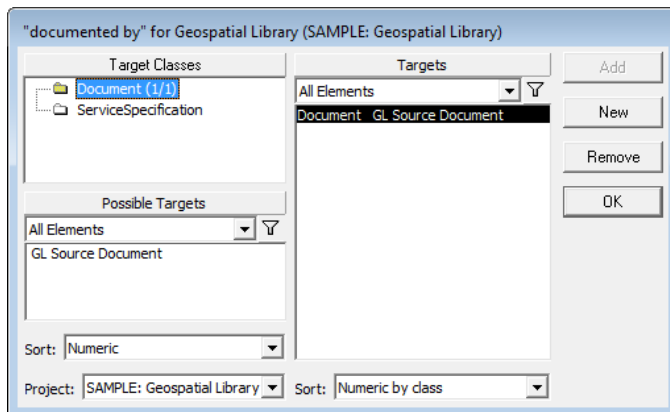 "documented by" for Geospatial Library (SAMPLE: Geospatial Library)
Target Classes
Document (1/1)
ServiceSpecification
Possible Targets
All Elements
GL Source Document
Sort: Numeric
Project: SAMPLE: Geospatial Library
Targets
All Elements
Document GL Source Document
Sort: Numeric by class
Add
New
Remove
OK